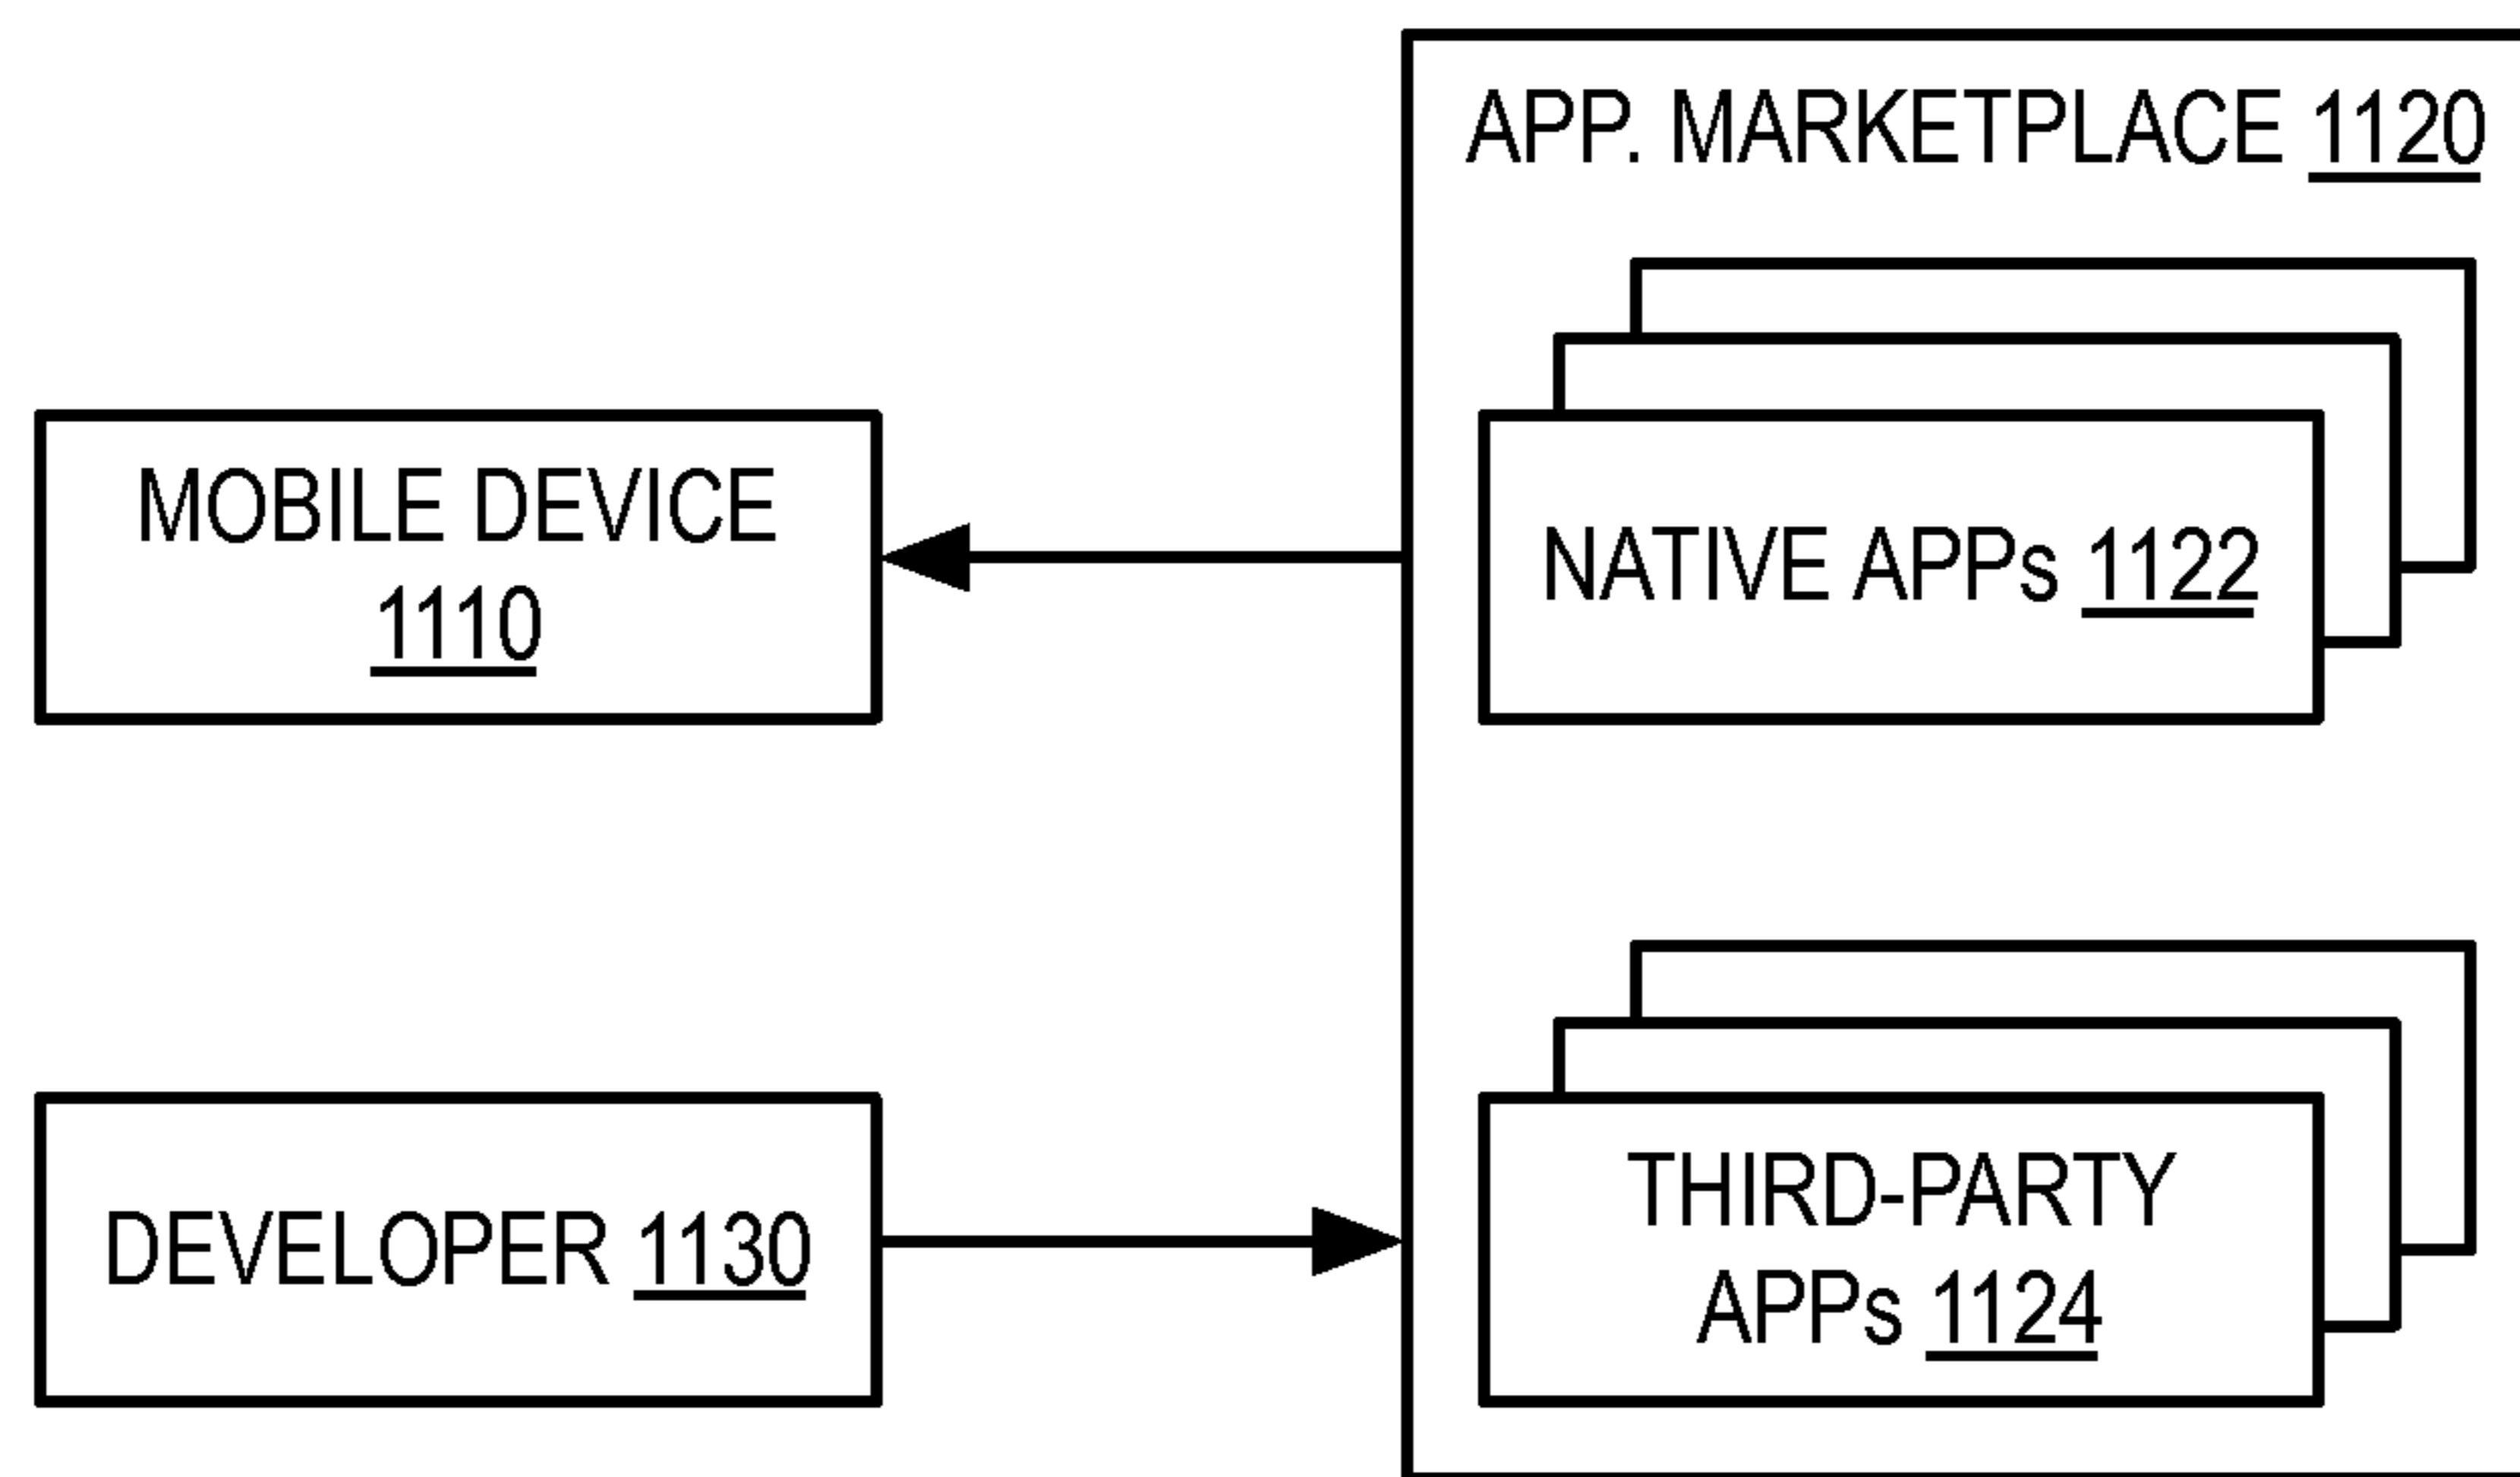 APP. MARKETPLACE 1120
MOBILE DEVICE
1110
NATIVE APPs 1122
DEVELOPER 1130
THIRD-PARTY
APPs 1124